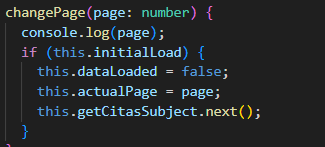 changePage(page: number) {
  console.log(page);
  if (this.initialLoad) {
    this.dataLoaded = false;
    this.actualPage = page;
    this.getCitasSubject.next();
  }